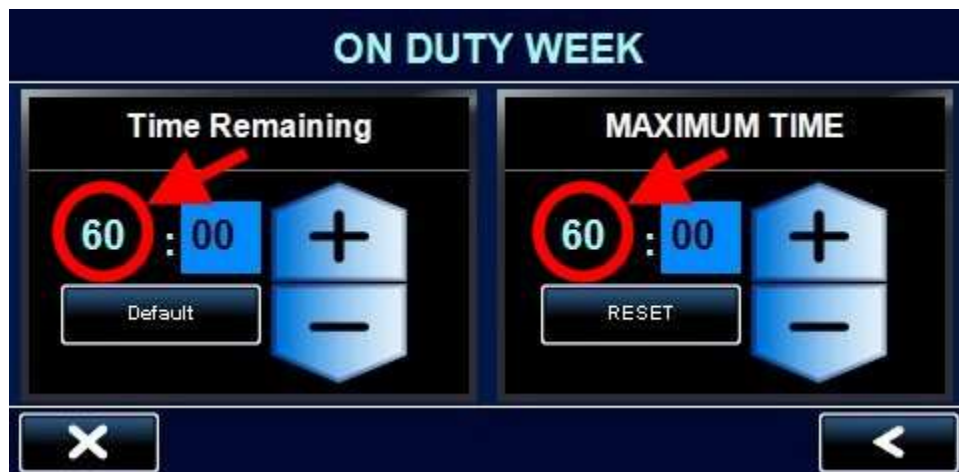 ON DUTY WEEK
Time Remaining
60 : 00
Default
MAXIMUM TIME
60 : 00
RESET